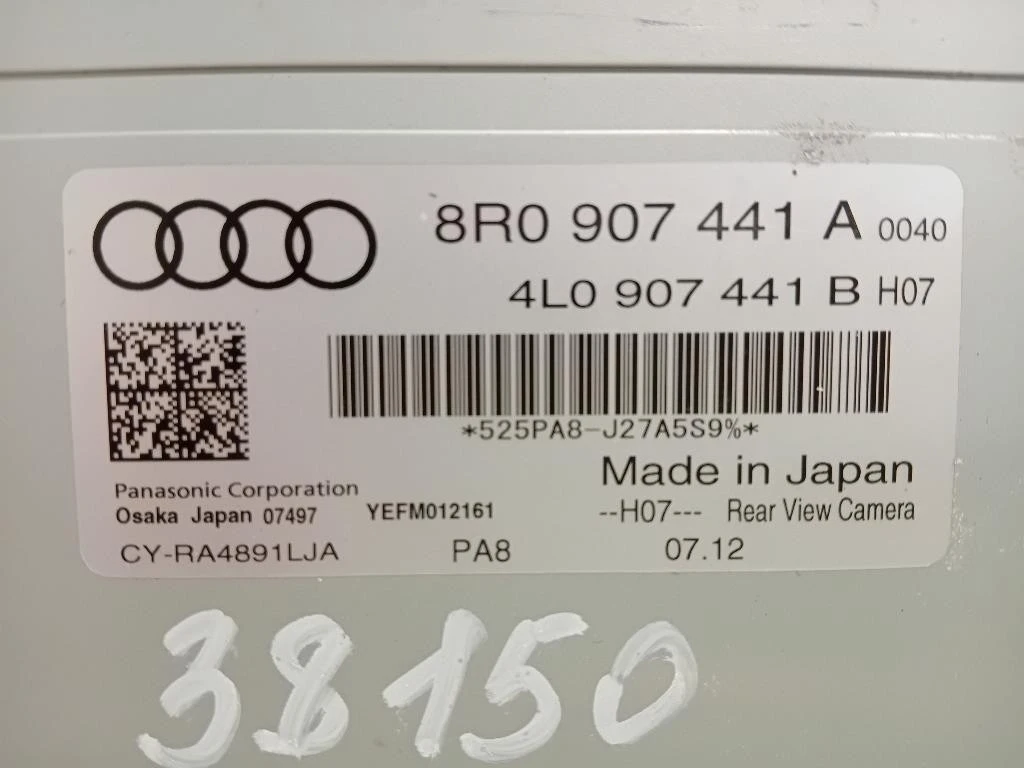 8R0 907 441 A 0040
4L0 907 441 B H07
*525PA8-J27A5S9%*
Made in Japan
Panasonic Corporation
Osaka Japan 07497 YEFM012161 --H07--- Rear View Camera
CY-RA4891LJA PA8 07.12
38150